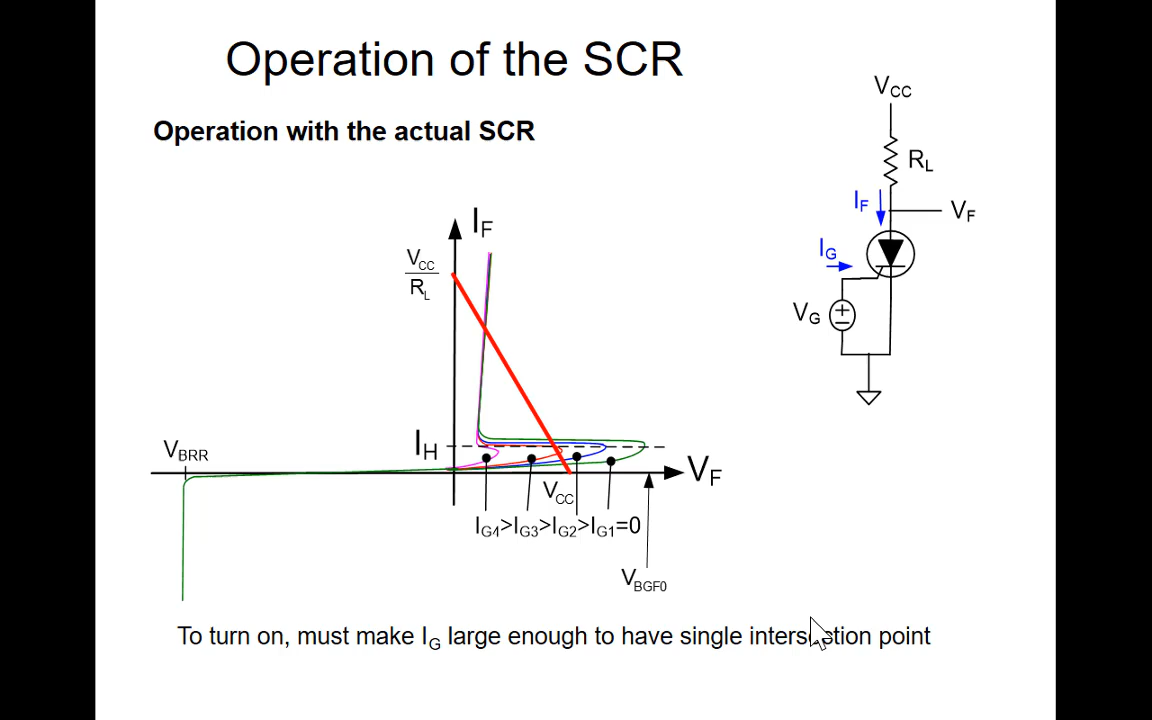 Operation of the SCR
Operation with the actual SCR
VCC
RL
IF
VF
IG
VG
IF
VCC
RL
IH
VBRR
VF
VCC
IG4>IG3>IG2>IG1=0
VBGF0
To turn on, must make IG large enough to have single intersection point